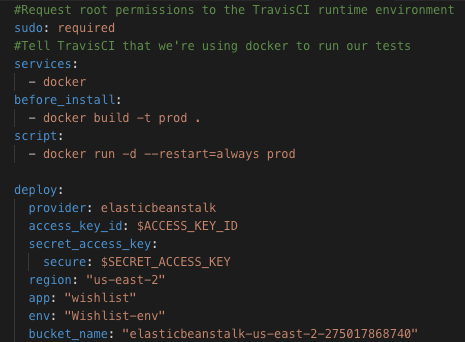 #Request root permissions to the TravisCI runtime environment
sudo: required
#Tell TravisCI that we're using docker to run our tests
services:
  - docker
before_install:
  - docker build -t prod .
script:
  - docker run -d --restart=always prod

deploy:
  provider: elasticbeanstalk
  access_key_id: $ACCESS_KEY_ID
  secret_access_key:
    secure: $SECRET_ACCESS_KEY
  region: "us-east-2"
  app: "wishlist"
  env: "Wishlist-env"
  bucket_name: "elasticbeanstalk-us-east-2-275017868740"